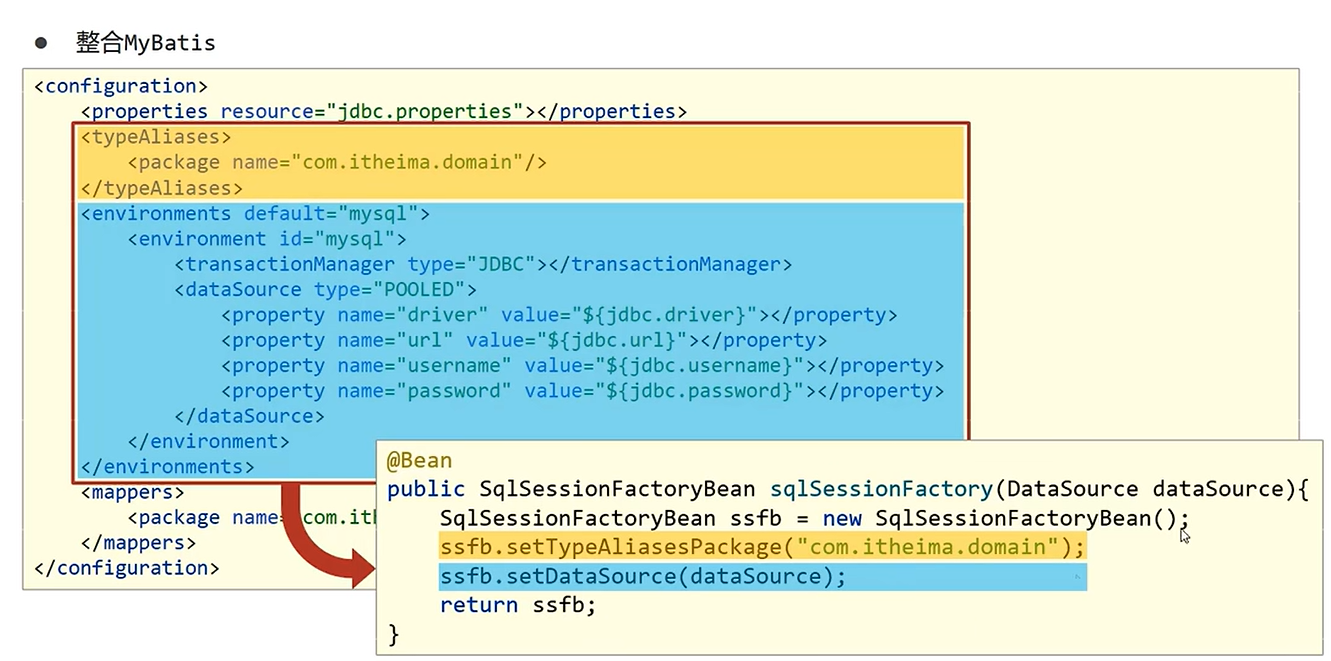 ● 整合MyBatis
<configuration>
    <properties resource="jdbc.properties"></properties>
    <typeAliases>
        <package name="com.itheima.domain"/>
    </typeAliases>
    <environments default="mysql">
        <environment id="mysql">
            <transactionManager type="JDBC"></transactionManager>
            <dataSource type="POOLED">
                <property name="driver" value="${jdbc.driver}"></property>
                <property name="url" value="${jdbc.url}"></property>
                <property name="username" value="${jdbc.username}"></property>
                <property name="password" value="${jdbc.password}"></property>
            </dataSource>
        </environment>
    </environments>
    <mappers>
        <package name= com.it
    </mappers>
</configuration>
@Bean
public SqlSessionFactoryBean sqlSessionFactory(DataSource dataSource){
    SqlSessionFactoryBean ssfb = new SqlSessionFactoryBean();
    ssfb.setTypeAliasesPackage("com.itheima.domain");
    ssfb.setDataSource(dataSource);
    return ssfb;
}